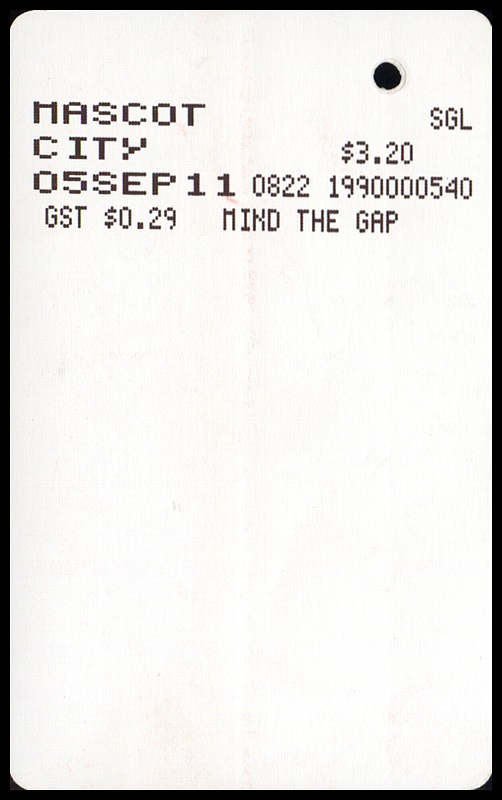 MASCOT SGL
CITY $3.20
05SEP11 0822 1990000540
GST $0.29 MIND THE GAP